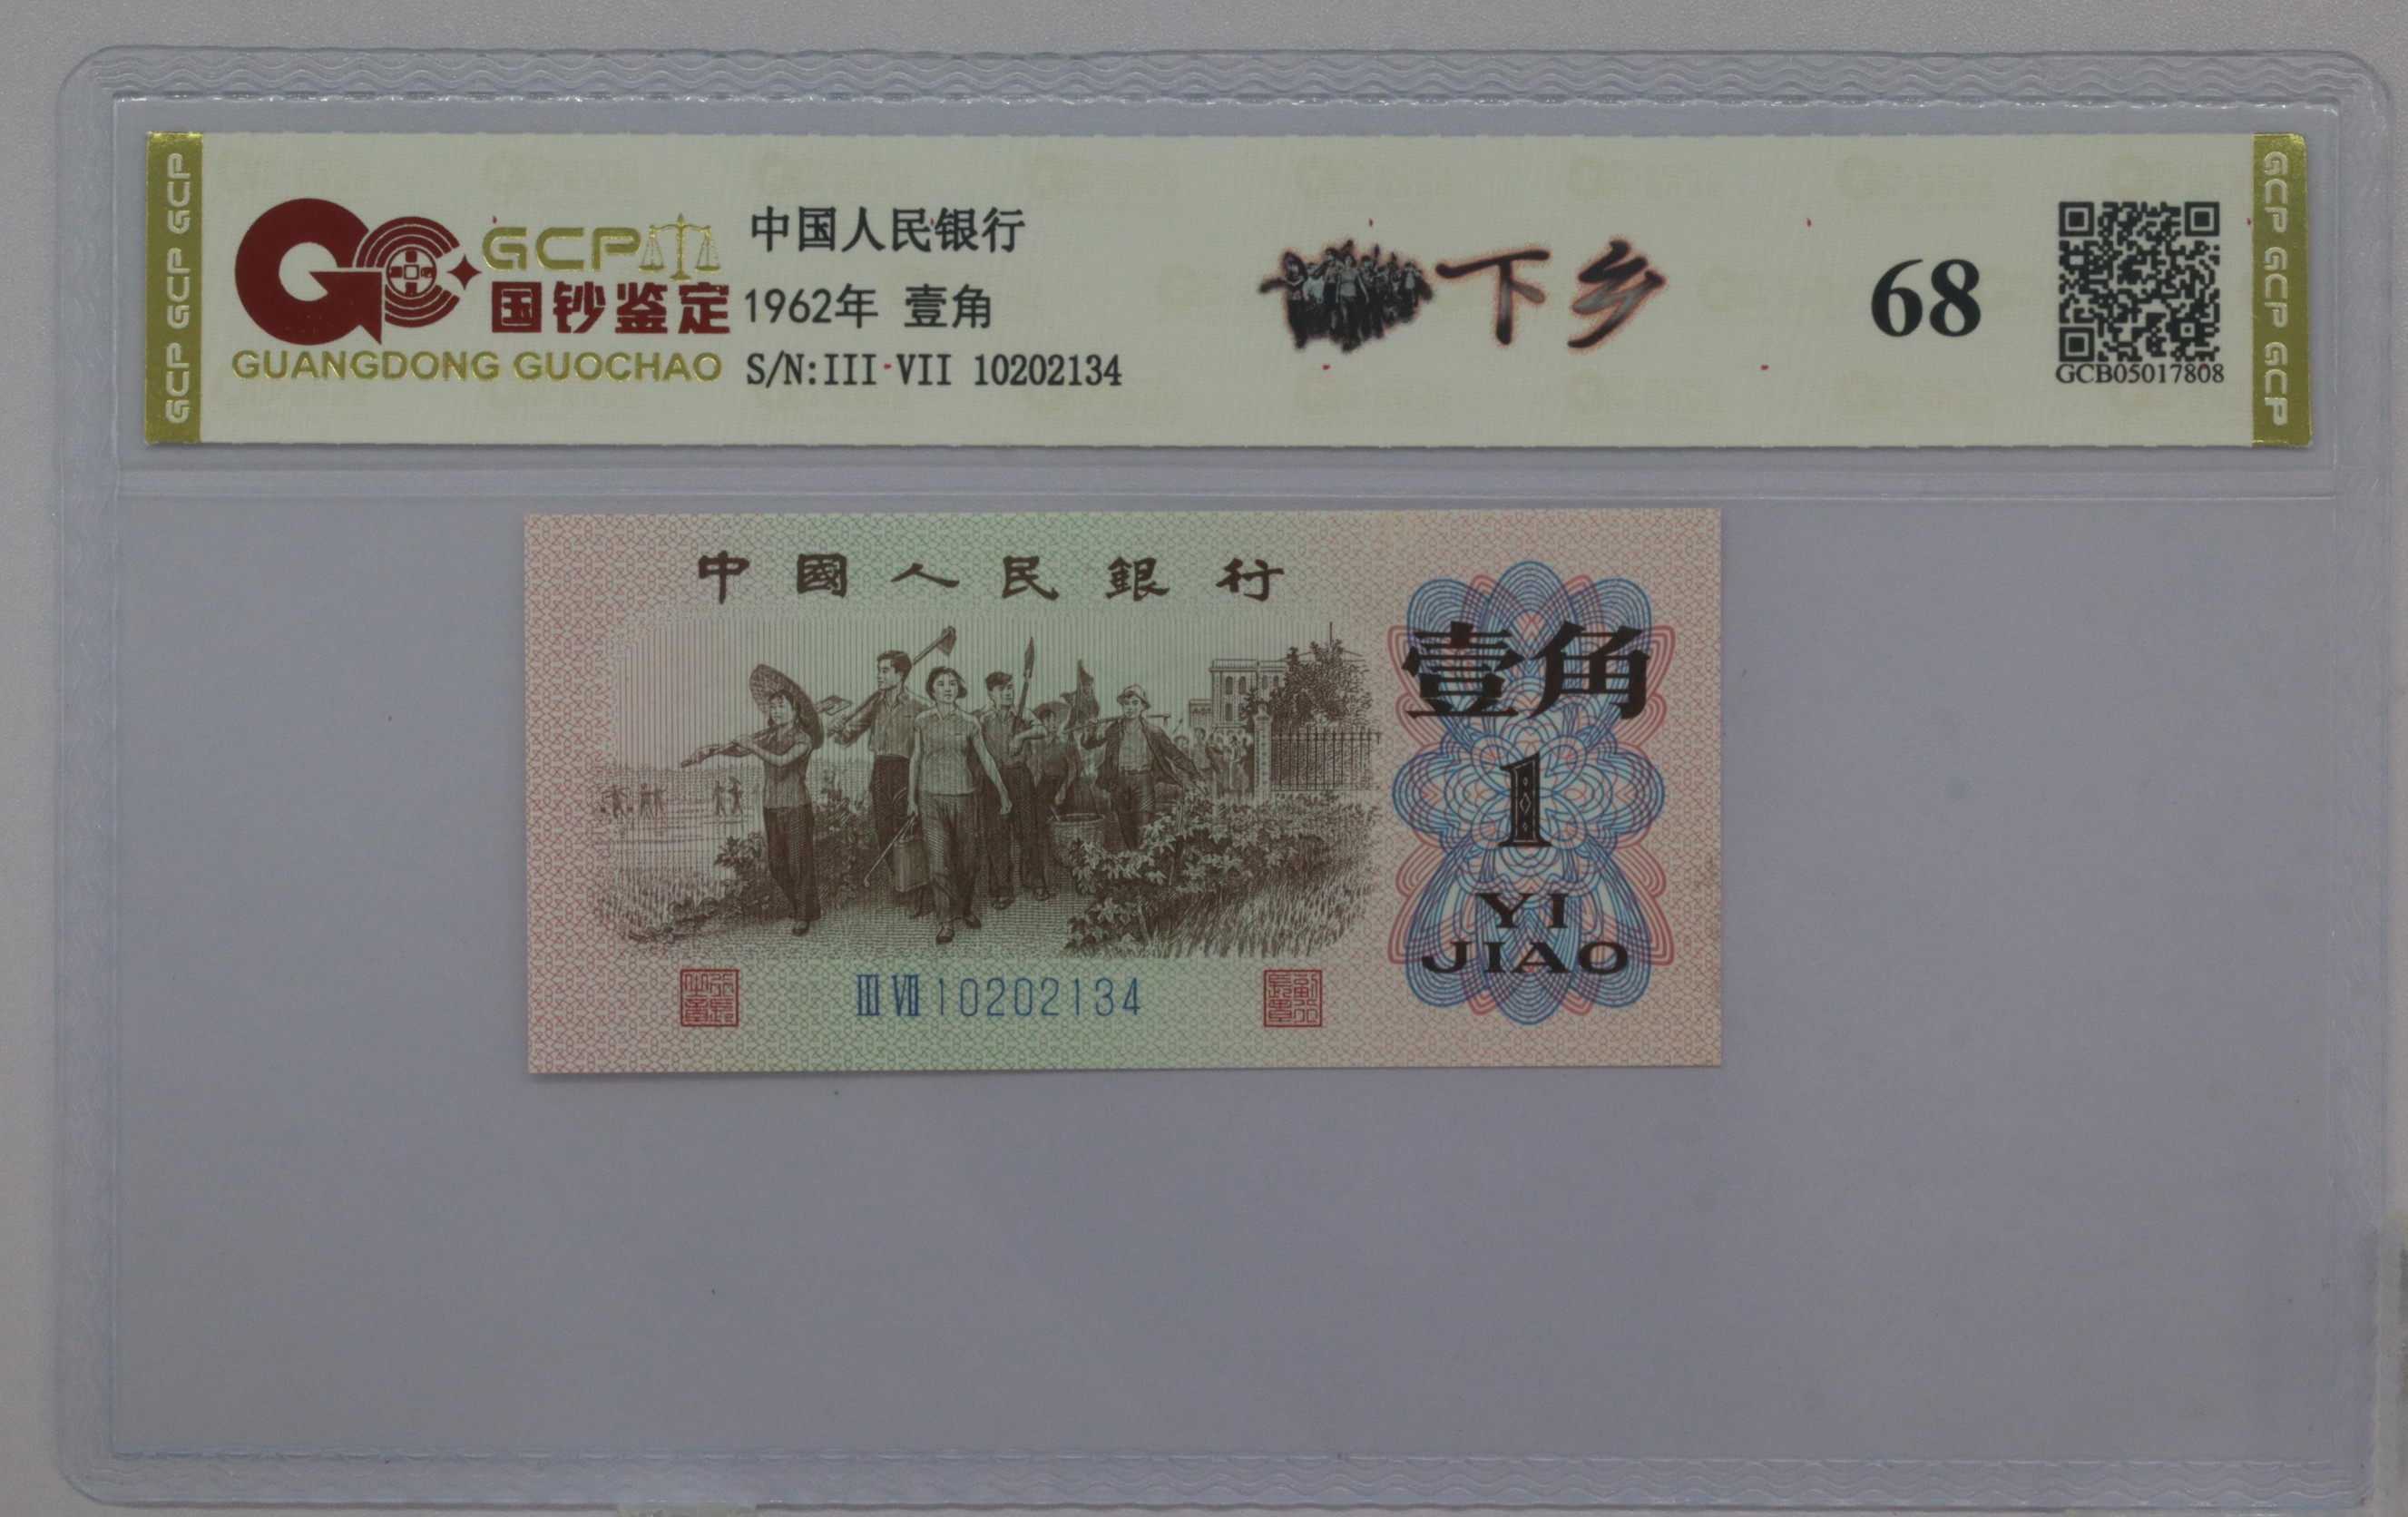 GCP GCP GCP
GCP
国钞鉴定
GUANGDONG GUOCHAO
中国人民银行
1962年 壹角
S/N:III VII 10202134
下乡
68
GCB05017808
GCP GCP GCP
中國人民銀行
壹角
1
YI
JIAO
III VII 10202134